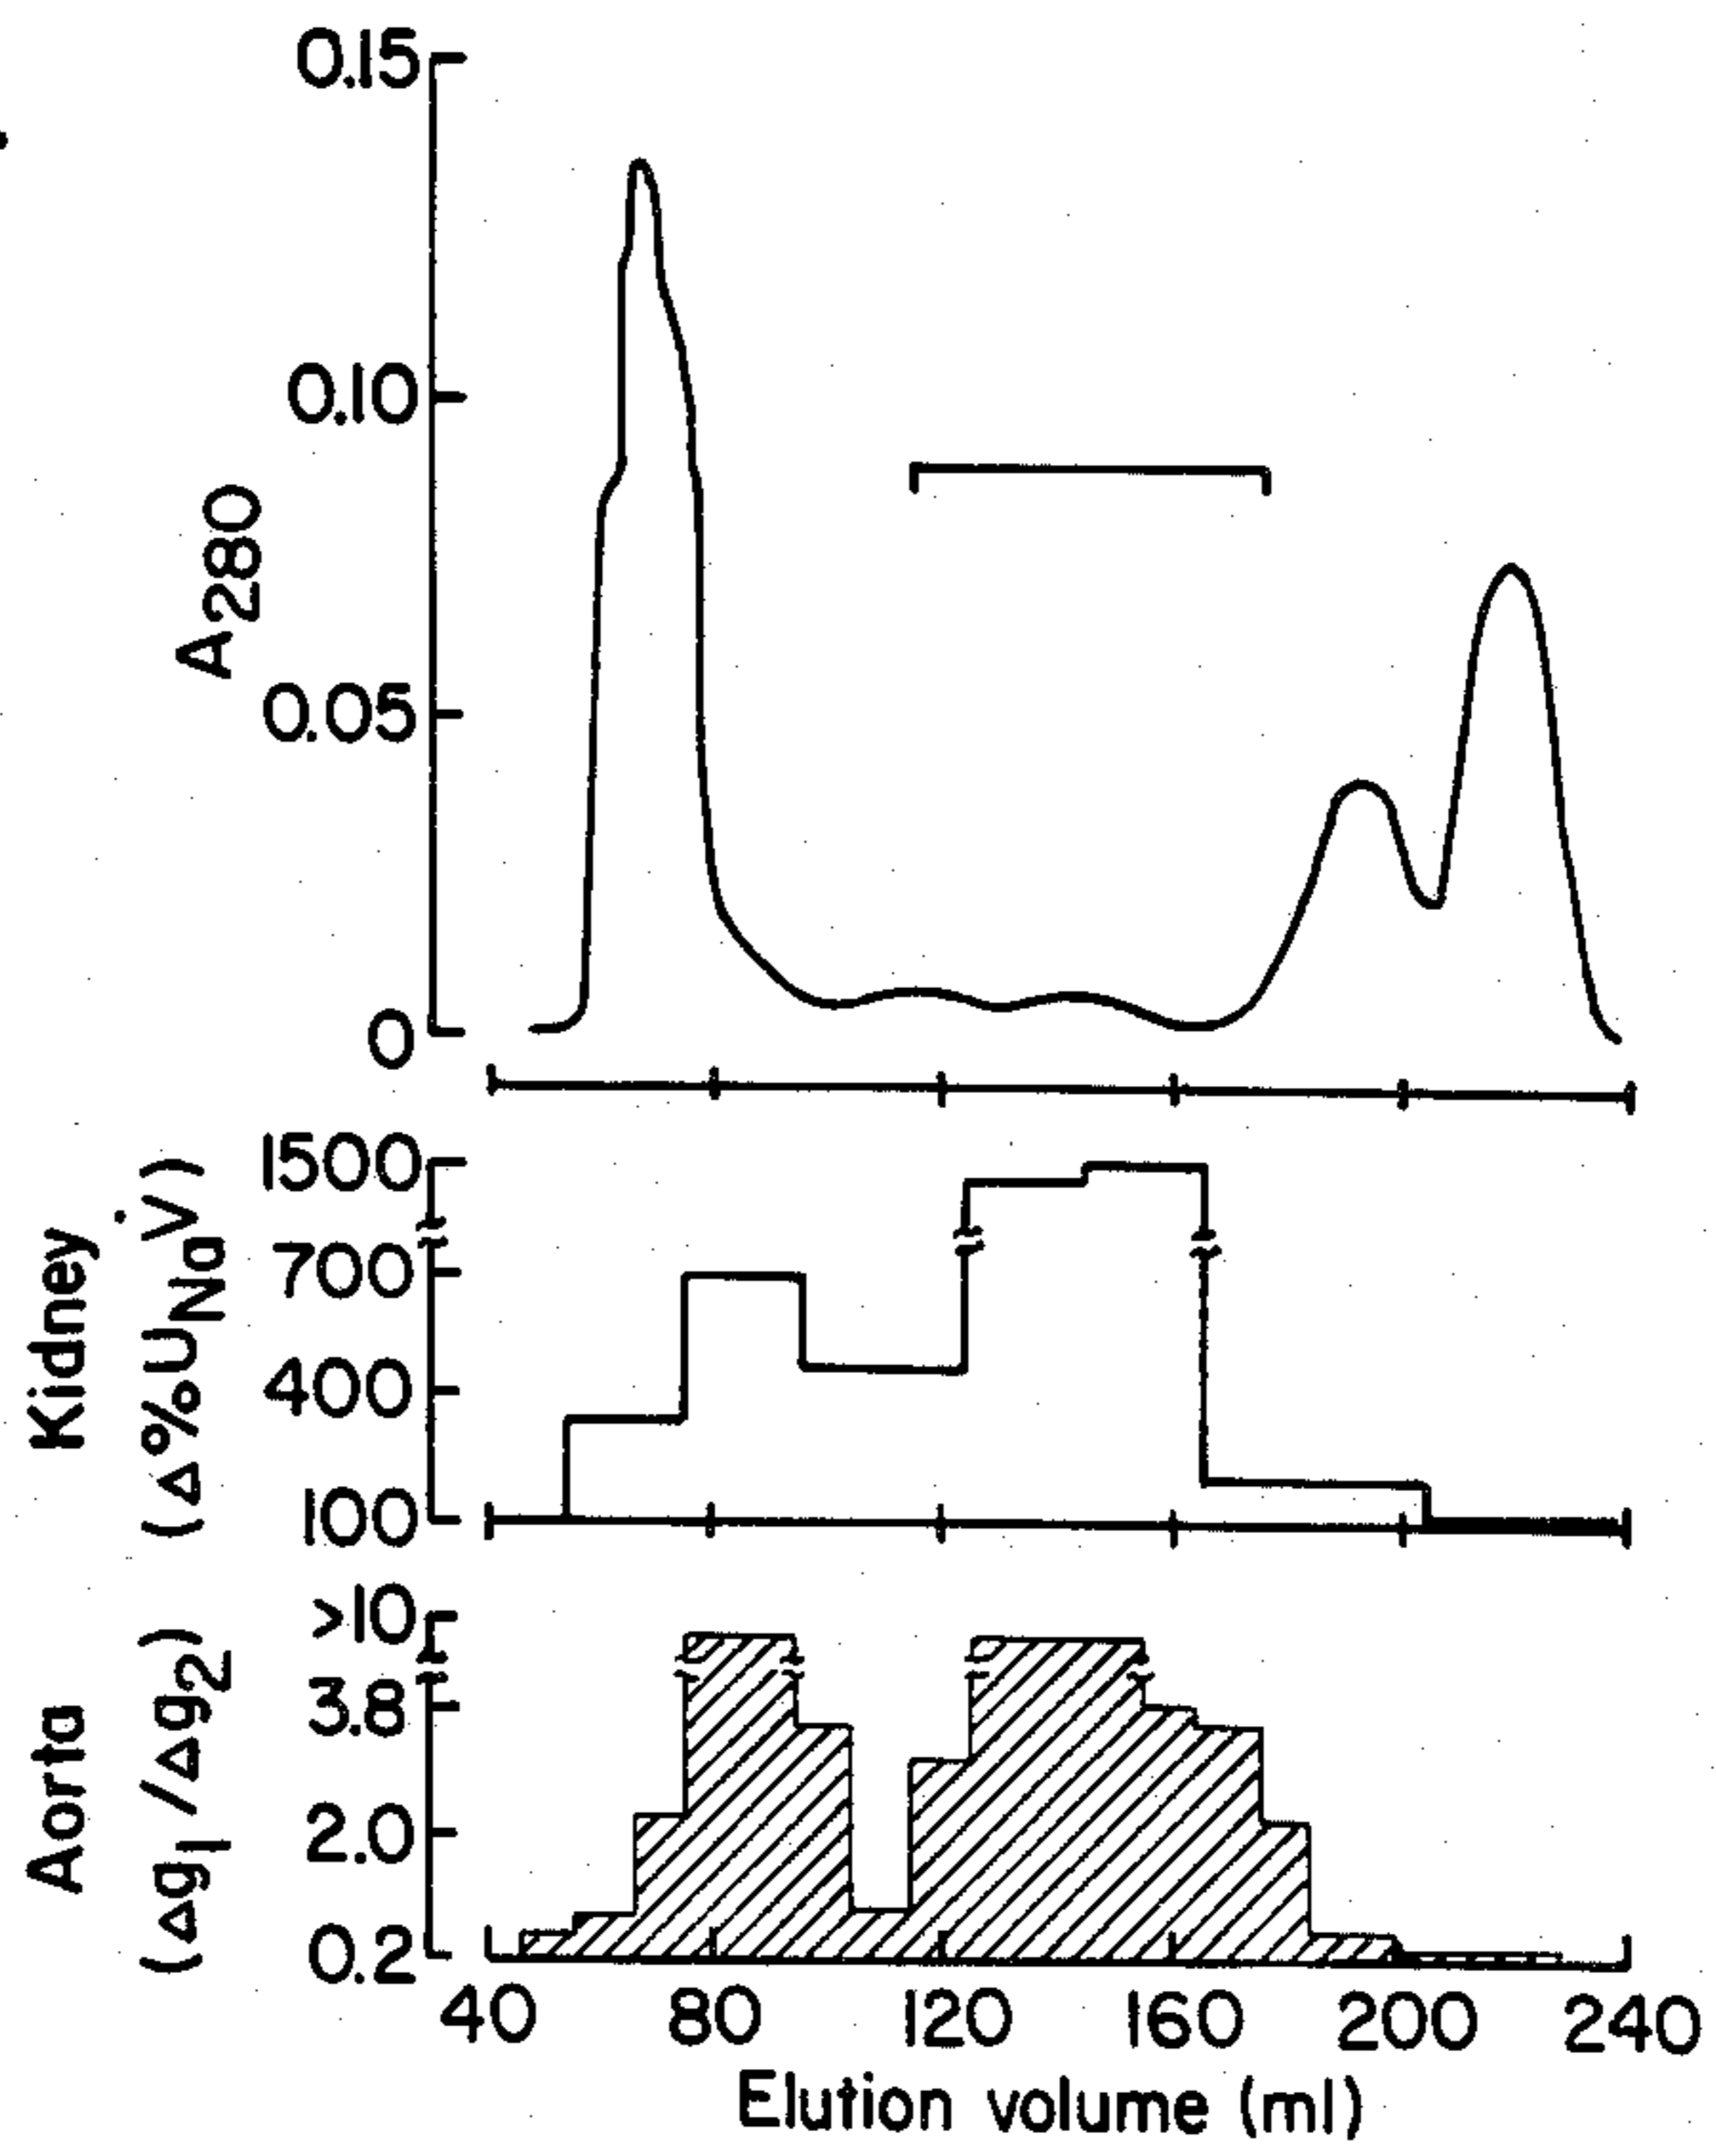 0.15
0.10
0.05
0
A280
1500
700
400
100
Kidney
(Δ%UNaV̇)
>10
3.8
2.0
0.2
Aorta
(Δg1/Δg2)
40 80 120 160 200 240
Elution volume (ml)